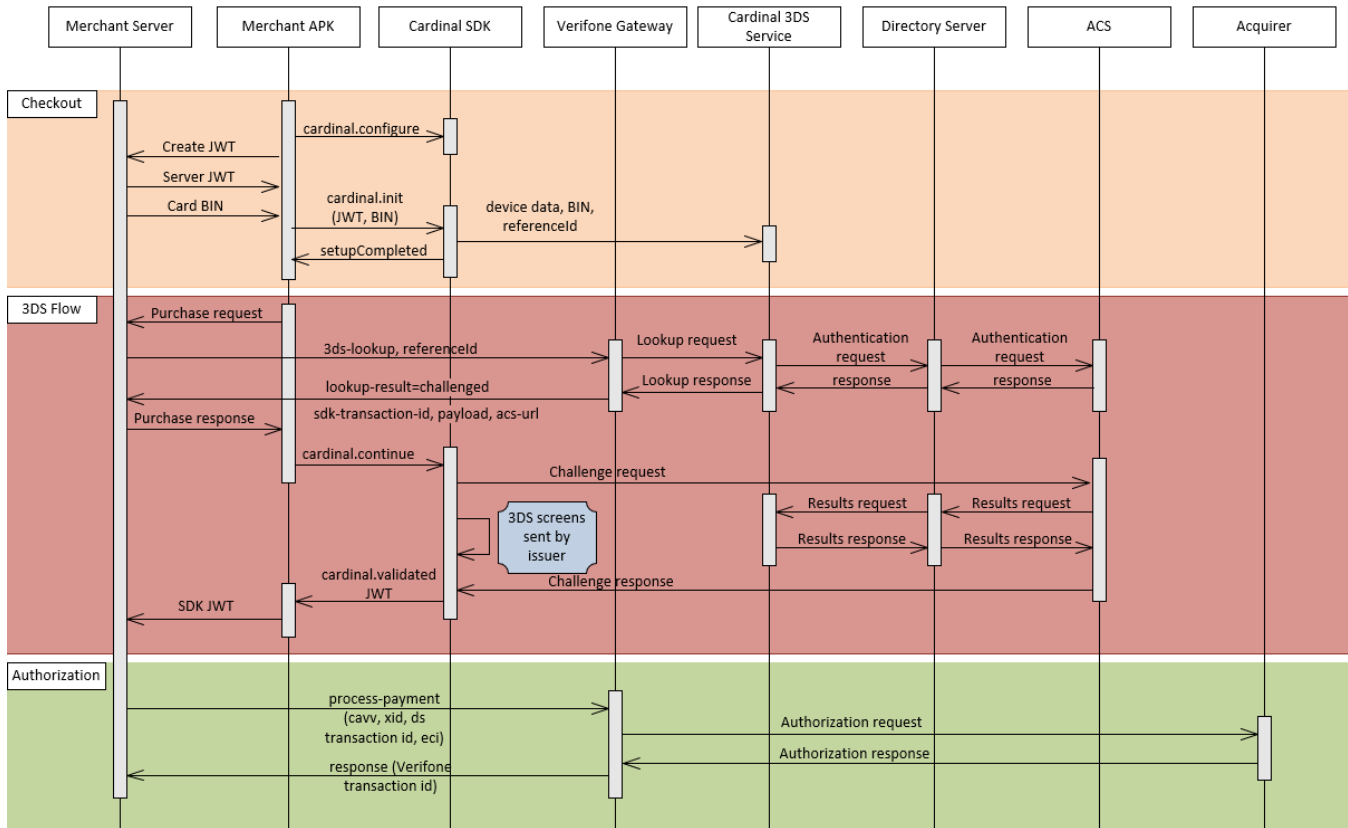 Merchant Server
Merchant APK
Cardinal SDK
Verifone Gateway
Cardinal 3DS
Service
Directory Server
ACS
Acquirer
Checkout
cardinal.configure
Create JWT
Server JWT
Card BIN
cardinal.init
(JWT, BIN)
device data, BIN,
referenceId
setupCompleted
3DS Flow
Purchase request
3ds-lookup, referenceId
Lookup request
Authentication
request
Authentication
request
lookup-result=challenged
Lookup response
response
response
sdk-transaction-id, payload, acs-url
Purchase response
cardinal.continue
Challenge request
Results request
Results request
3DS screens
sent by
issuer
Results response
Results response
cardinal.validated
JWT
Challenge response
SDK JWT
Authorization
process-payment
(cavv, xid, ds
transaction id, eci)
Authorization request
Authorization response
response (Verifone
transaction id)